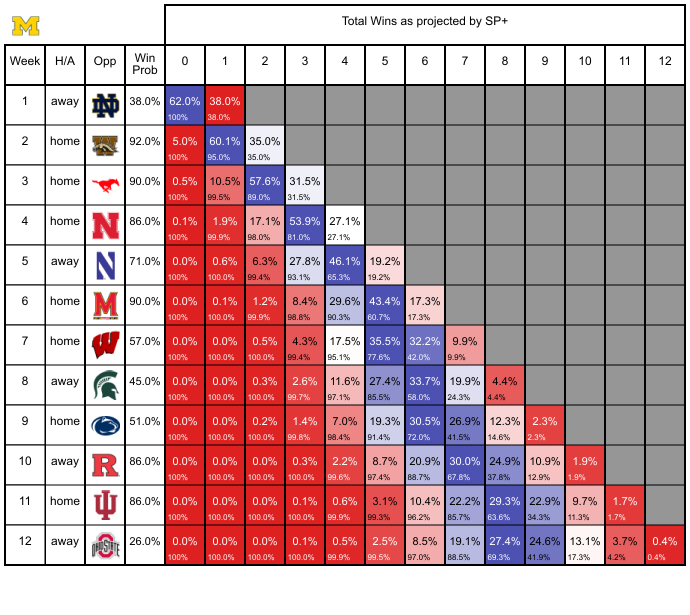 M
Total Wins as projected by SP+
Week H/A Opp Win Prob 0 1 2 3 4 5 6 7 8 9 10 11 12
1 away ND 38.0% 62.0% 38.0%
100% 38.0%
2 home W 92.0% 5.0% 60.1% 35.0%
100% 95.0% 35.0%
3 home 90.0% 0.5% 10.5% 57.6% 31.5%
100% 99.5% 89.0% 31.5%
4 home N 86.0% 0.1% 1.9% 17.1% 53.9% 27.1%
100% 99.9% 98.0% 81.0% 27.1%
5 away N 71.0% 0.0% 0.6% 6.3% 27.8% 46.1% 19.2%
100% 100.0% 99.4% 93.1% 65.3% 19.2%
6 home M 90.0% 0.0% 0.1% 1.2% 8.4% 29.6% 43.4% 17.3%
100% 100.0% 99.9% 98.8% 90.3% 60.7% 17.3%
7 home W 57.0% 0.0% 0.0% 0.5% 4.3% 17.5% 35.5% 32.2% 9.9%
100% 100.0% 100.0% 99.4% 95.1% 77.6% 42.0% 9.9%
8 away 45.0% 0.0% 0.0% 0.3% 2.6% 11.6% 27.4% 33.7% 19.9% 4.4%
100% 100.0% 100.0% 99.7% 97.1% 85.5% 58.0% 24.3% 4.4%
9 home 51.0% 0.0% 0.0% 0.2% 1.4% 7.0% 19.3% 30.5% 26.9% 12.3% 2.3%
100% 100.0% 100.0% 99.8% 98.4% 91.4% 72.0% 41.5% 14.6% 2.3%
10 away R 86.0% 0.0% 0.0% 0.0% 0.3% 2.2% 8.7% 20.9% 30.0% 24.9% 10.9% 1.9%
100% 100.0% 100.0% 100.0% 99.6% 97.4% 88.7% 67.8% 37.8% 12.9% 1.9%
11 home IU 86.0% 0.0% 0.0% 0.0% 0.1% 0.6% 3.1% 10.4% 22.2% 29.3% 22.9% 9.7% 1.7%
100% 100.0% 100.0% 100.0% 99.9% 99.3% 96.2% 85.7% 63.6% 34.3% 11.3% 1.7%
12 away OHIO STATE 26.0% 0.0% 0.0% 0.0% 0.1% 0.5% 2.5% 8.5% 19.1% 27.4% 24.6% 13.1% 3.7% 0.4%
100% 100.0% 100.0% 100.0% 99.9% 99.5% 97.0% 88.5% 69.3% 41.9% 17.3% 4.2% 0.4%